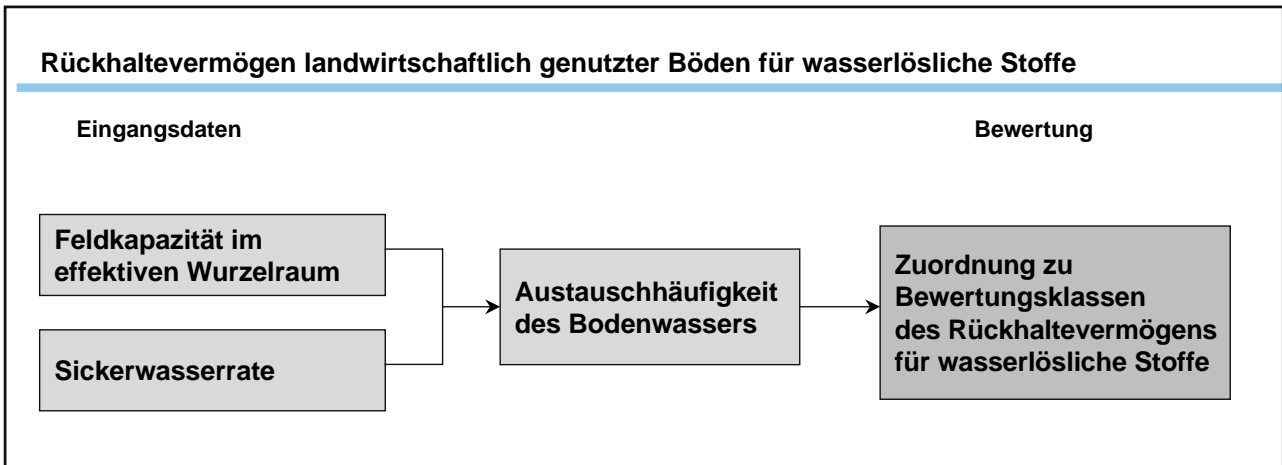 Rückhaltevermögen landwirtschaftlich genutzter Böden für wasserlösliche Stoffe
Eingangsdaten
Bewertung
Feldkapazität im
effektiven Wurzelraum
Sickerwasserrate
Austauschhäufigkeit
des Bodenwassers
Zuordnung zu
Bewertungsklassen
des Rückhaltevermögens
für wasserlösliche Stoffe